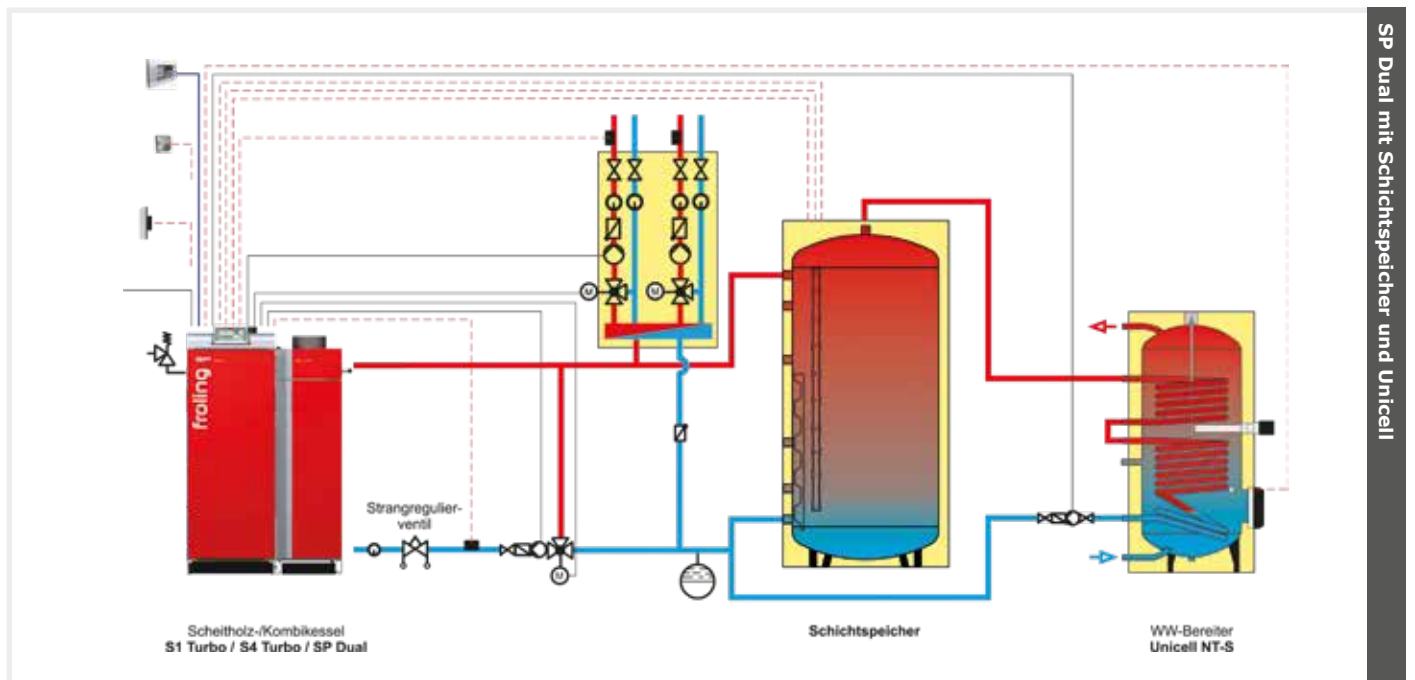 SP Dual mit Schichtspeicher und Unicell
M
M
froling
Strangregulier-
ventil
M
Scheitholz-/Kombikessel
S1 Turbo / S4 Turbo / SP Dual
Schichtspeicher
WW-Bereiter
Unicell NT-S